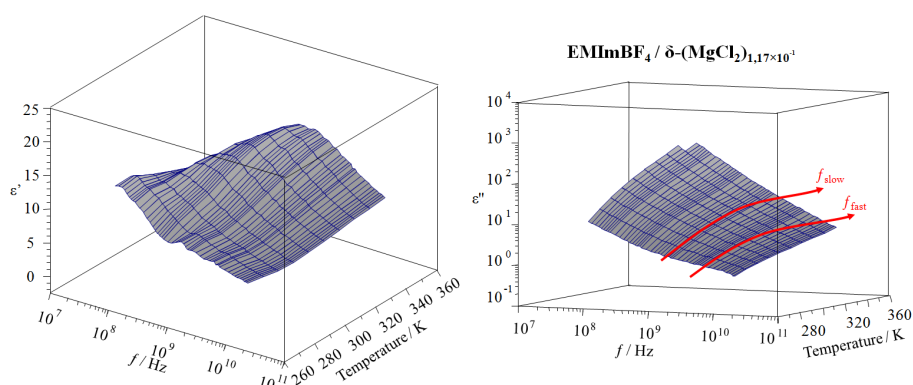 EMImBF4 / δ-(MgCl2)1,17×10-1
25
20
15
10
5
0
ε'
10^7
10^8
10^9
10^10
10^11
f / Hz
260 280 300 320 340 360
Temperature / K
10^4
10^3
10^2
10^1
10^0
10^-1
ε"
f slow
f fast
10^7
10^8
10^9
10^10
10^11
f / Hz
280 320 360
Temperature / K